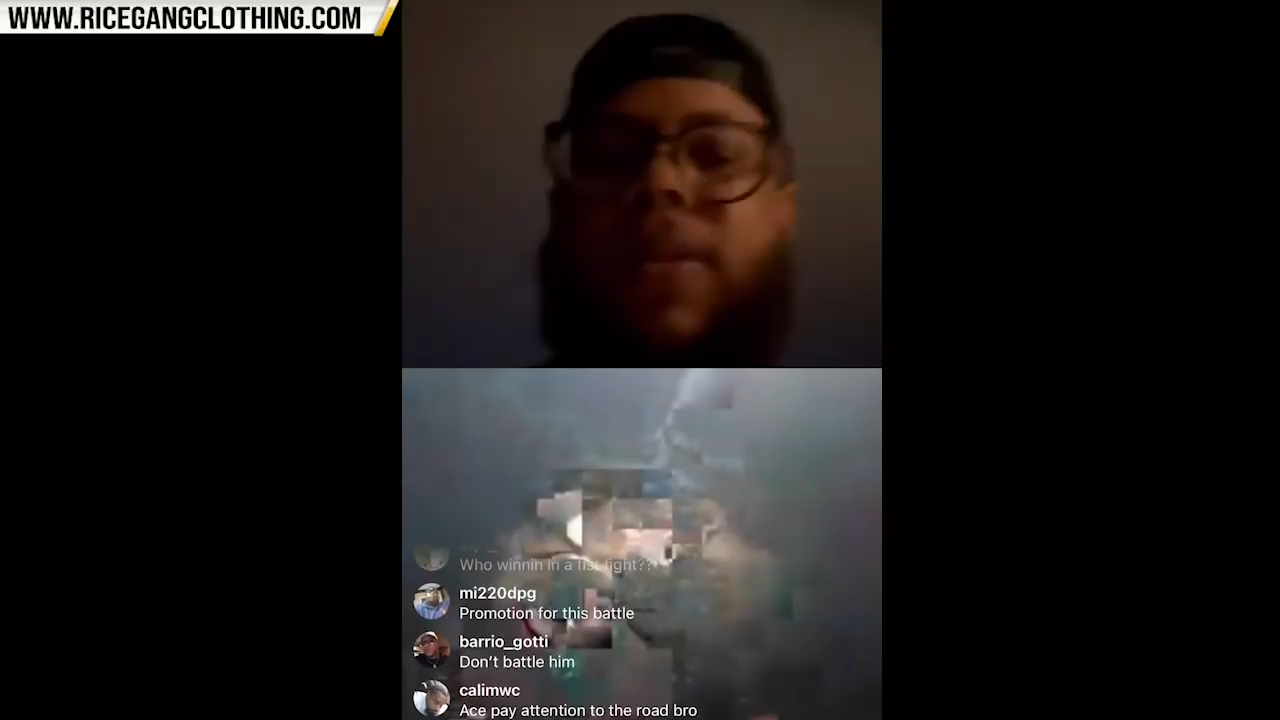 WWW.RICEGANGCLOTHING.COM
Who winnin in a fist fight??
mi220dpg
Promotion for this battle
barrio_gotti
Don't battle him
calimwc
Ace pay attention to the road bro